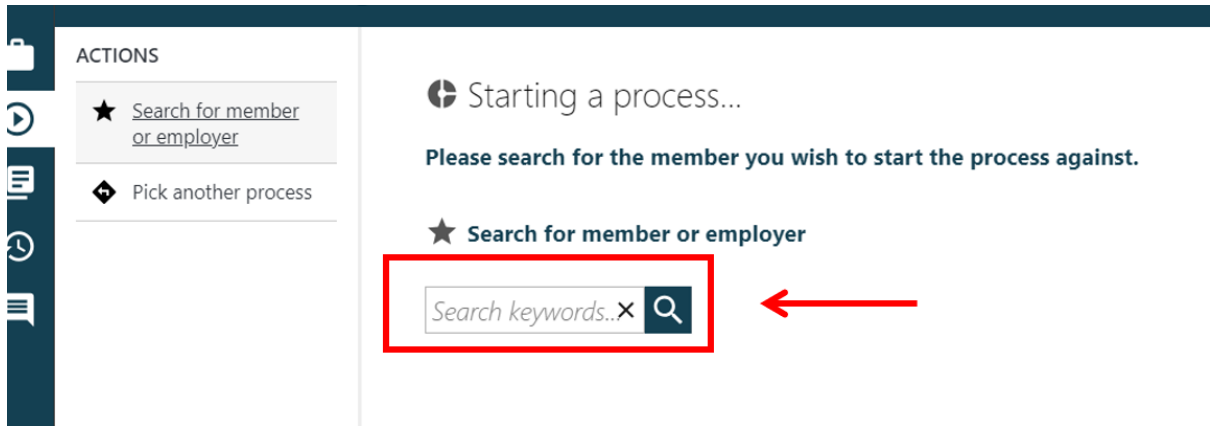 ACTIONS
Search for member
or employer
Pick another process
Starting a process...
Please search for the member you wish to start the process against.
Search for member or employer
Search keywords...